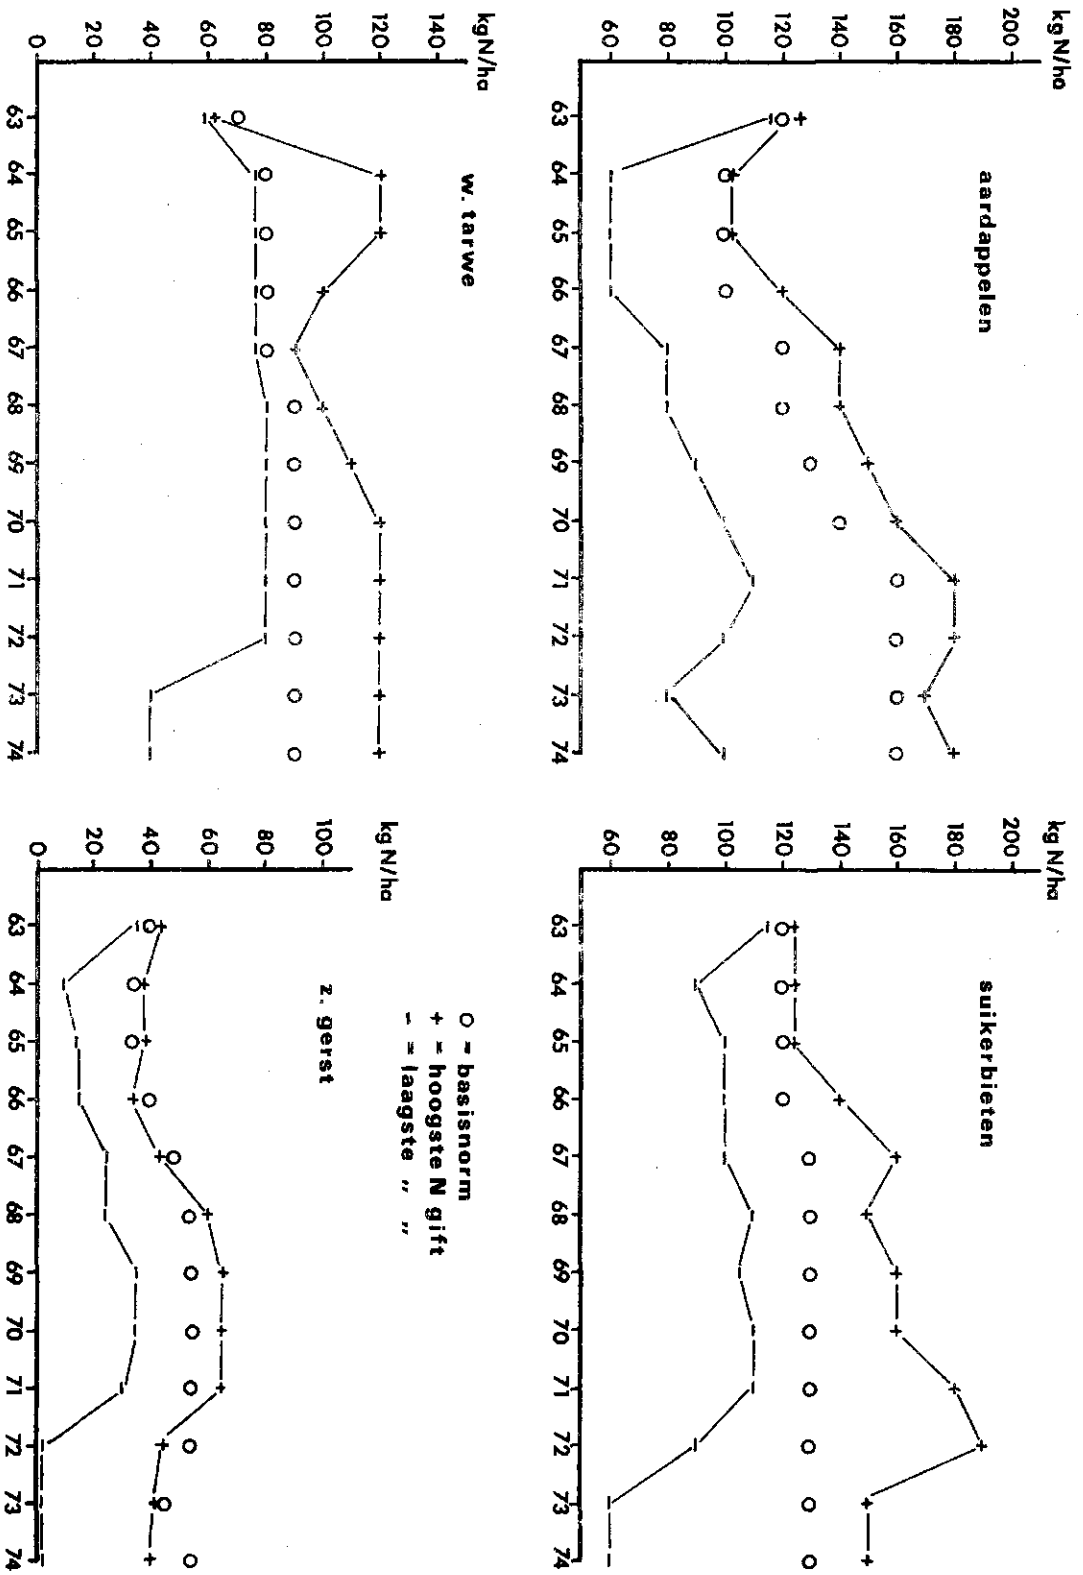 kg N/ha
200
180
160
140
120
100
80
60
aardappelen
63 64 65 66 67 68 69 70 71 72 73 74
kg N/ha
200
180
160
140
120
100
80
60
suikerbieten
63 64 65 66 67 68 69 70 71 72 73 74
kg N/ha
140
120
100
80
60
40
20
0
w. tarwe
63 64 65 66 67 68 69 70 71 72 73 74
o = basisnorm
+ = hoogste N gift
- = laagste " "
kg N/ha
100
80
60
40
20
0
z. gerst
63 64 65 66 67 68 69 70 71 72 73 74